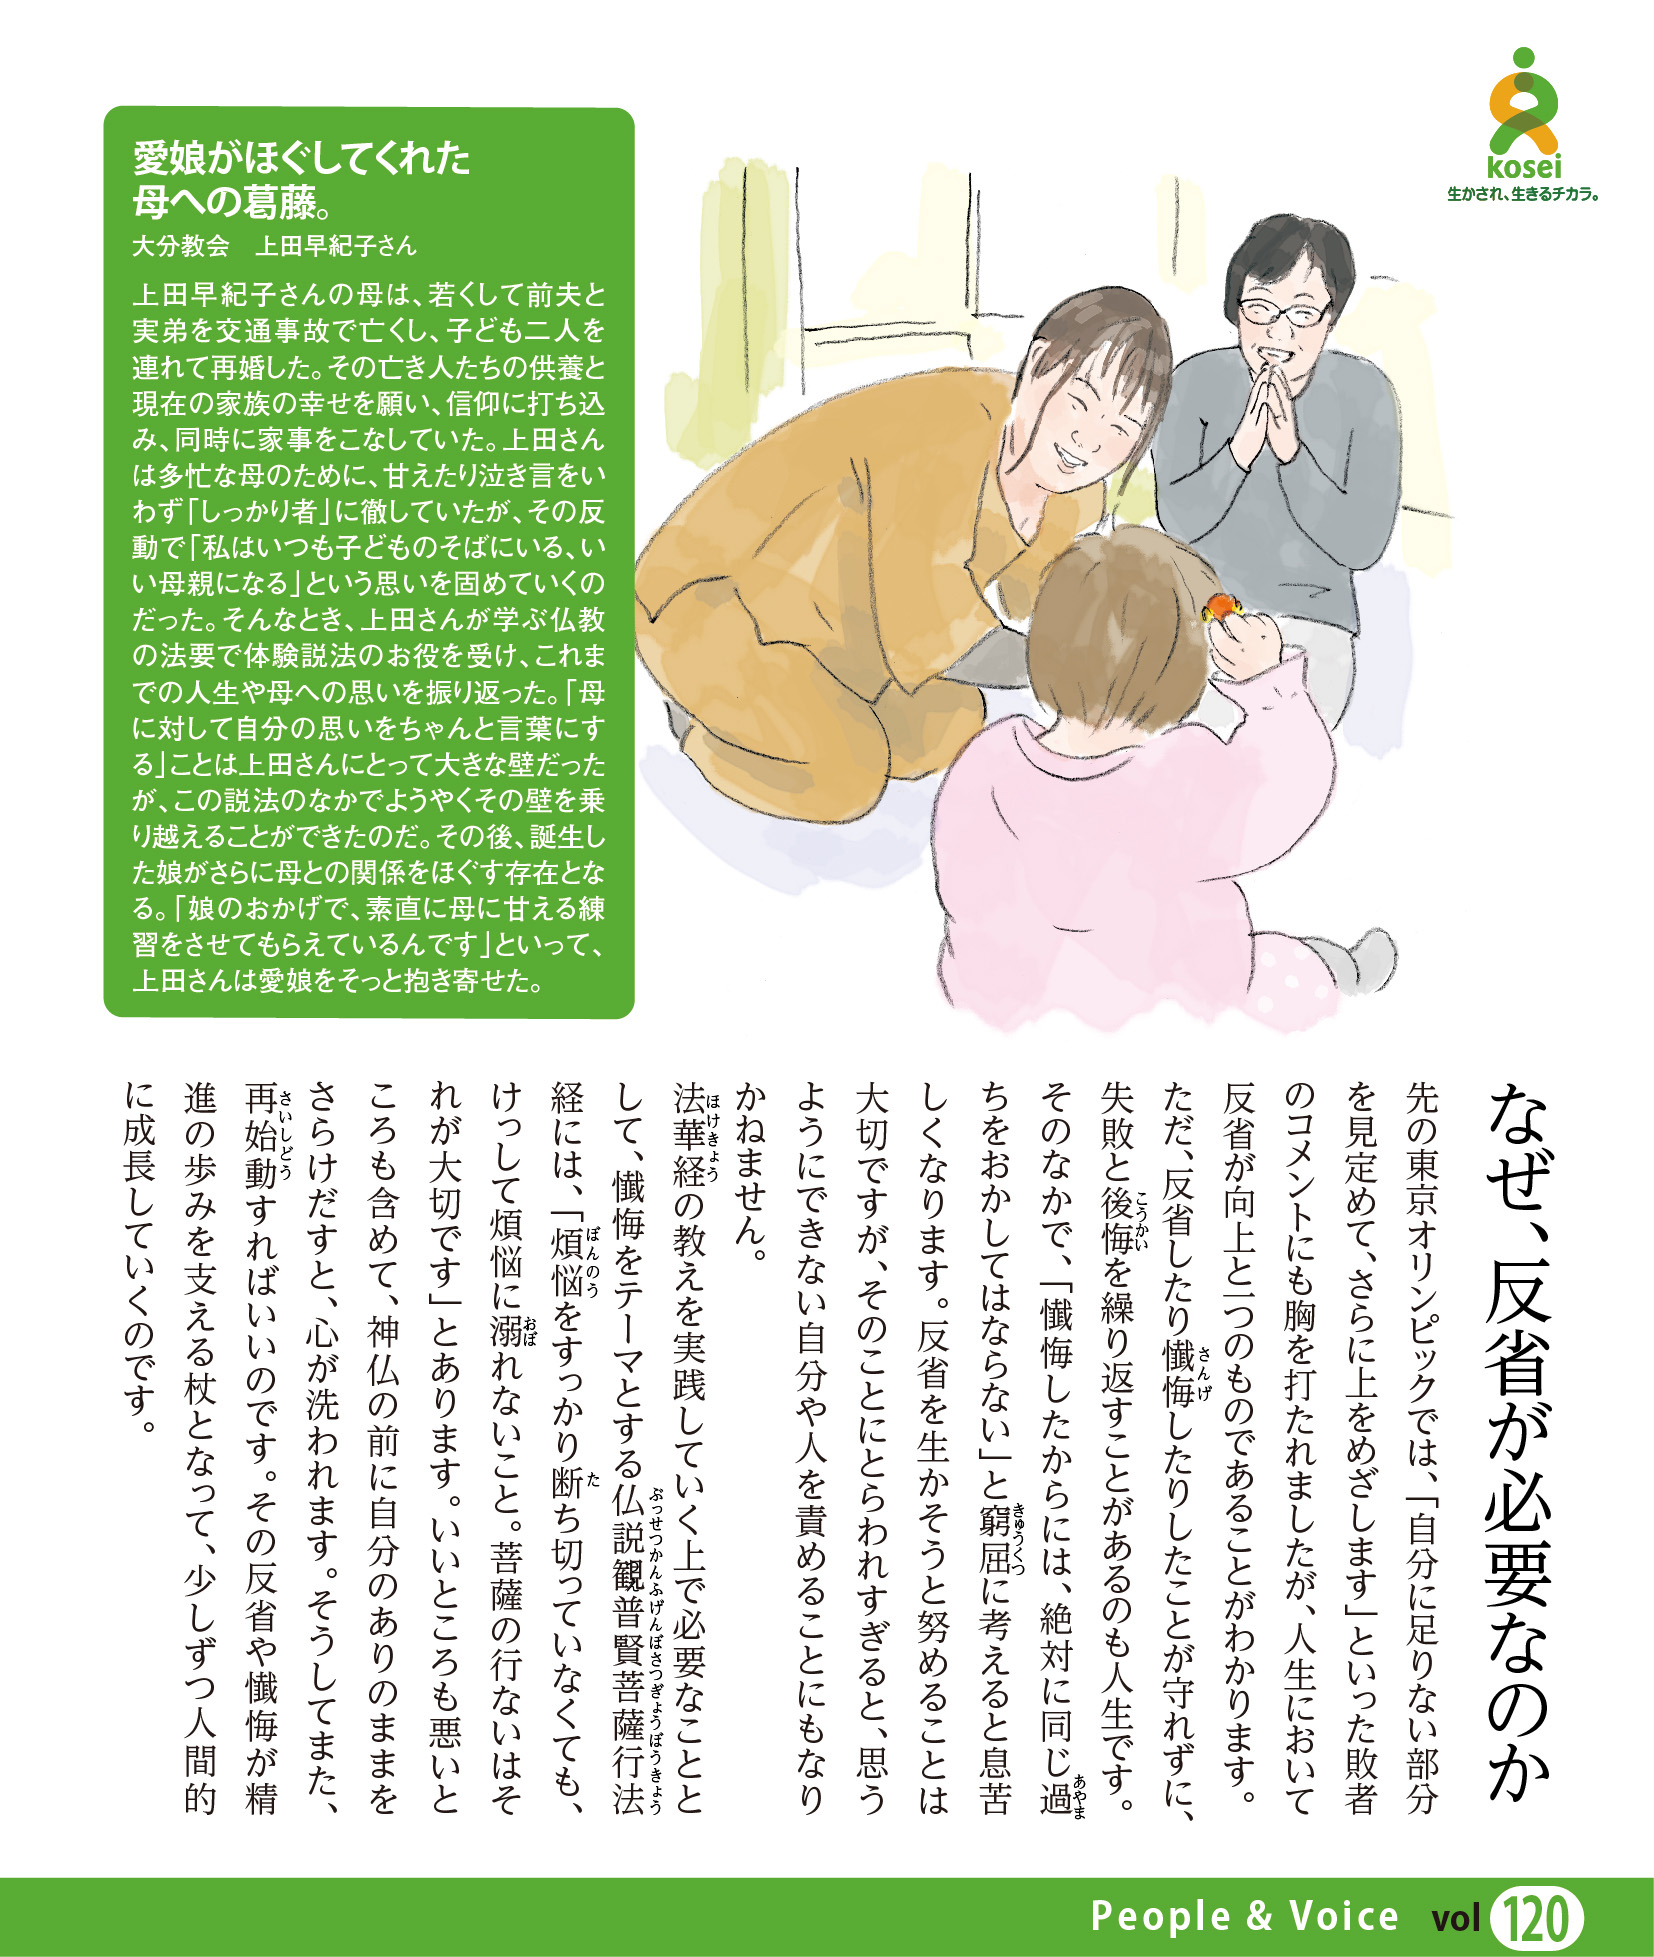 kosei
生かされ、生きるチカラ。
愛娘がほぐしてくれた
母への葛藤。
大分教会　上田早紀子さん
上田早紀子さんの母は、若くして前夫と
実弟を交通事故で亡くし、子ども二人を
連れて再婚した。その亡き人たちの供養と
現在の家族の幸せを願い、信仰に打ち込
み、同時に家事をこなしていた。上田さん
は多忙な母のために、甘えたり泣き言をい
わず「しっかり者」に徹していたが、その反
動で「私はいつも子どものそばにいる、い
い母親になる」という思いを固めていくの
だった。そんなとき、上田さんが学ぶ仏教
の法要で体験説法のお役を受け、これま
での人生や母への思いを振り返った。「母
に対して自分の思いをちゃんと言葉にす
る」ことは上田さんにとって大きな壁だった
が、この説法のなかでようやくその壁を乗
り越えることができたのだ。その後、誕生し
た娘がさらに母との関係をほぐす存在とな
る。「娘のおかげで、素直に母に甘える練
習をさせてもらえているんです」といって、
上田さんは愛娘をそっと抱き寄せた。
なぜ、反省が必要なのか
先の東京オリンピックでは、「自分に足りない部分
を見定めて、さらに上をめざします」といった敗者
のコメントにも胸を打たれましたが、人生において
反省が向上と一つのものであることがわかります。
ただ、反省したり懺悔したりしたことが守れずに、
失敗と後悔を繰り返すことがあるのも人生です。
そのなかで、「懺悔したからには、絶対に同じ過
ちをおかしてはならない」と窮屈に考えると息苦
しくなります。反省を生かそうと努めることは
大切ですが、そのことにとらわれすぎると、思う
ようにできない自分や人を責めることにもなり
かねません。
法華経の教えを実践していく上で必要なことと
して、懺悔をテーマとする仏説観普賢菩薩行法
経には、「煩悩をすっかり断ち切っていなくても、
けっして煩悩に溺れないこと。菩薩の行ないはそ
れが大切です」とあります。いいところも悪いと
ころも含めて、神仏の前に自分のありのままを
さらけだすと、心が洗われます。そうしてまた、
再始動すればいいのです。その反省や懺悔が精
進の歩みを支える杖となって、少しずつ人間的
に成長していくのです。
People & Voice vol 120